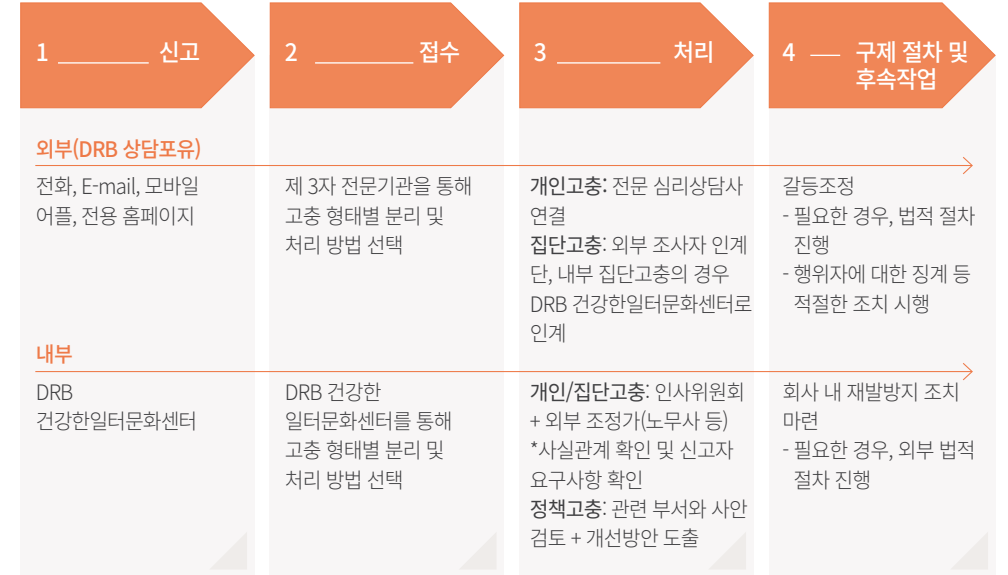 1 신고
2 접수
3 처리
4 구제 절차 및
후속작업
외부(DRB 상담포유)
전화, E-mail, 모바일
어플, 전용 홈페이지
제 3자 전문기관을 통해
고충 형태별 분리 및
처리 방법 선택
개인고충: 전문 심리상담사
연결
집단고충: 외부 조사자 인계
단, 내부 집단고충의 경우
DRB 건강한일터문화센터로
인계
갈등조정
- 필요한 경우, 법적 절차
진행
- 행위자에 대한 징계 등
적절한 조치 시행
내부
DRB
건강한일터문화센터
DRB 건강한
일터문화센터를 통해
고충 형태별 분리 및
처리 방법 선택
개인/집단고충: 인사위원회
+ 외부 조정가(노무사 등)
*사실관계 확인 및 신고자
요구사항 확인
정책고충: 관련 부서와 사안
검토 + 개선방안 도출
회사 내 재발방지 조치
마련
- 필요한 경우, 외부 법적
절차 진행